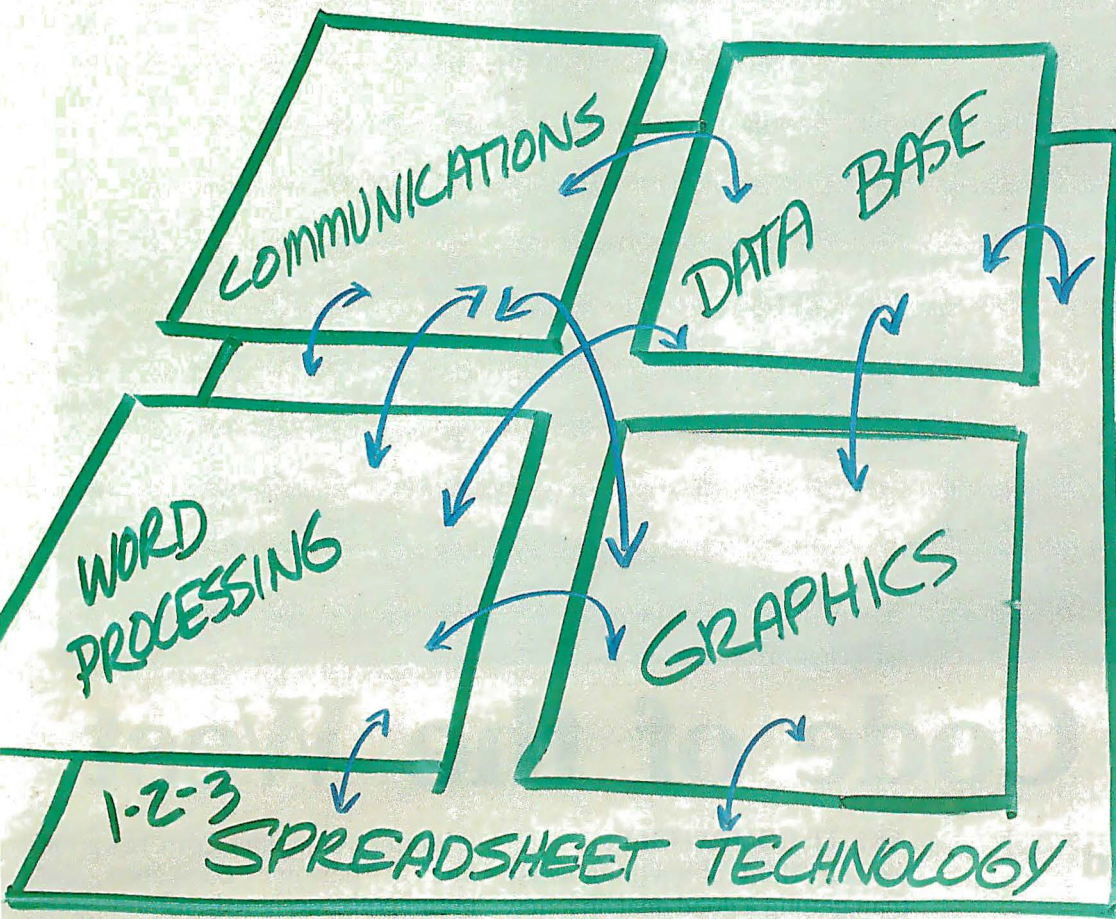 COMMUNICATIONS
DATA BASE
WORD
PROCESSING
GRAPHICS
1-2-3
SPREADSHEET TECHNOLOGY